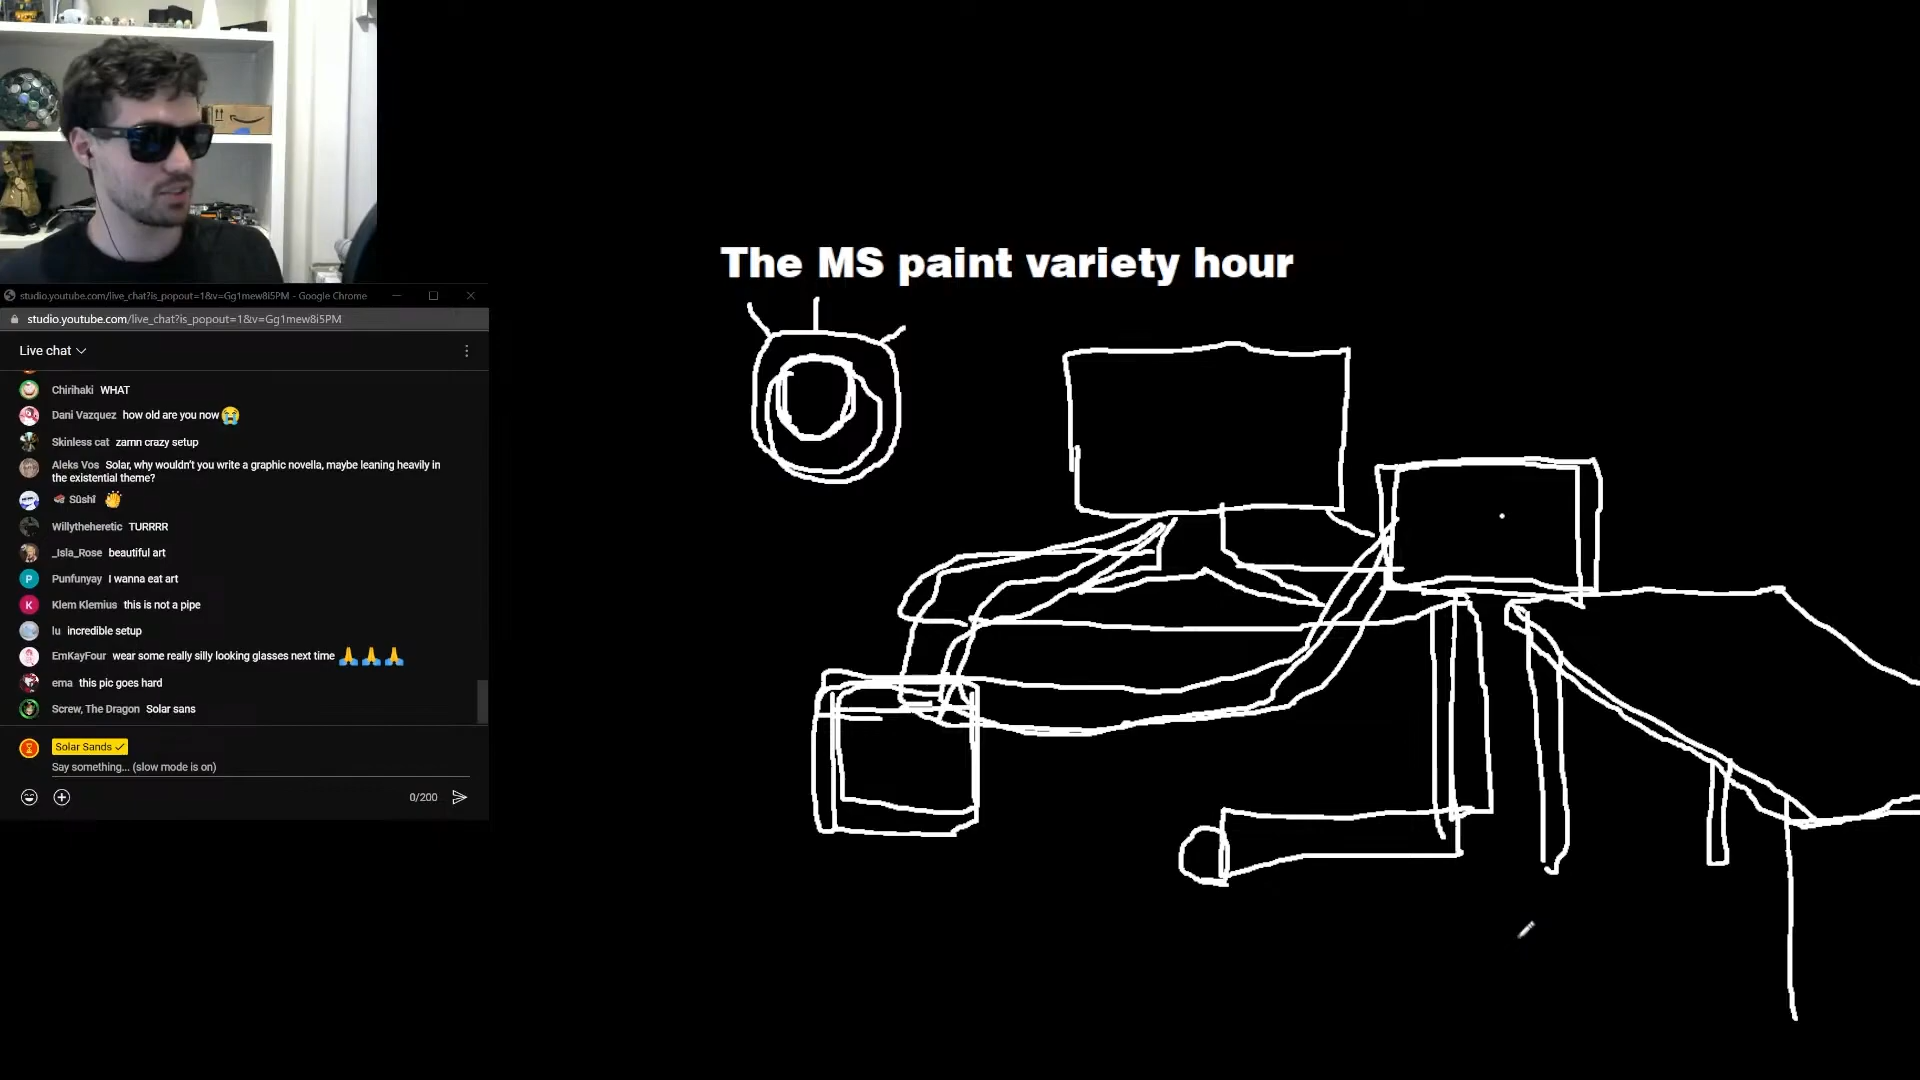 The MS paint variety hour
studio.youtube.com/live_chat?is_popout=1&v=Gg1mew8i5PM - Google Chrome
studio.youtube.com/live_chat?is_popout=1&v=Gg1mew8i5PM
Live chat
Chirihaki WHAT
Dani Vazquez how old are you now 😭
Skinless cat zamn crazy setup
Aleks Vos Solar, why wouldn't you write a graphic novella, maybe leaning heavily in
the existential theme?
🍣 Sūshī 👏
Willytheheretic TURRRR
_Isla_Rose beautiful art
P Punfunyay I wanna eat art
K Klem Klemius this is not a pipe
lu incredible setup
EmKayFour wear some really silly looking glasses next time 🙏🙏🙏
ema this pic goes hard
Screw, The Dragon Solar sans
Solar Sands
Say something... (slow mode is on)
0/200